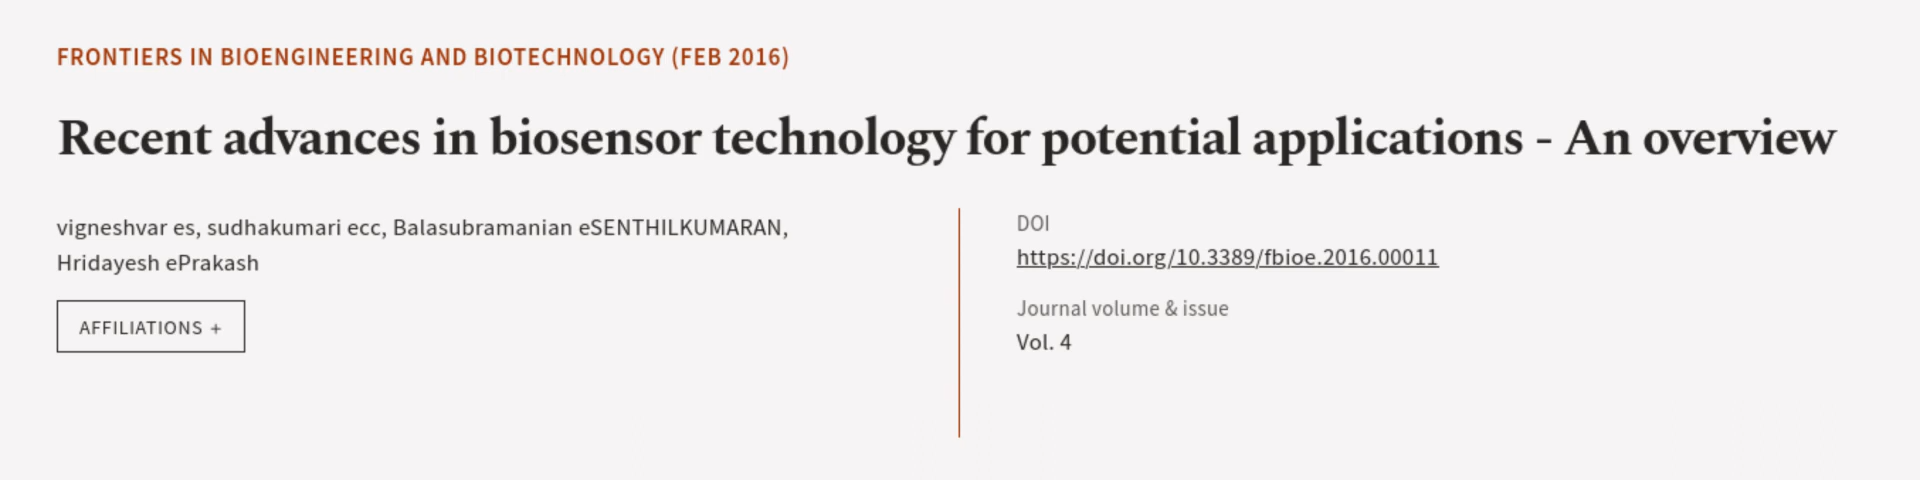 FRONTIERS IN BIOENGINEERING AND BIOTECHNOLOGY (FEB 2016)
Recent advances in biosensor technology for potential applications - An overview
vigneshvar es, sudhakumari ecc, Balasubramanian eSENTHILKUMARAN,
Hridayesh ePrakash
AFFILIATIONS +
DOI
https://doi.org/10.3389/fbioe.2016.00011
Journal volume & issue
Vol. 4